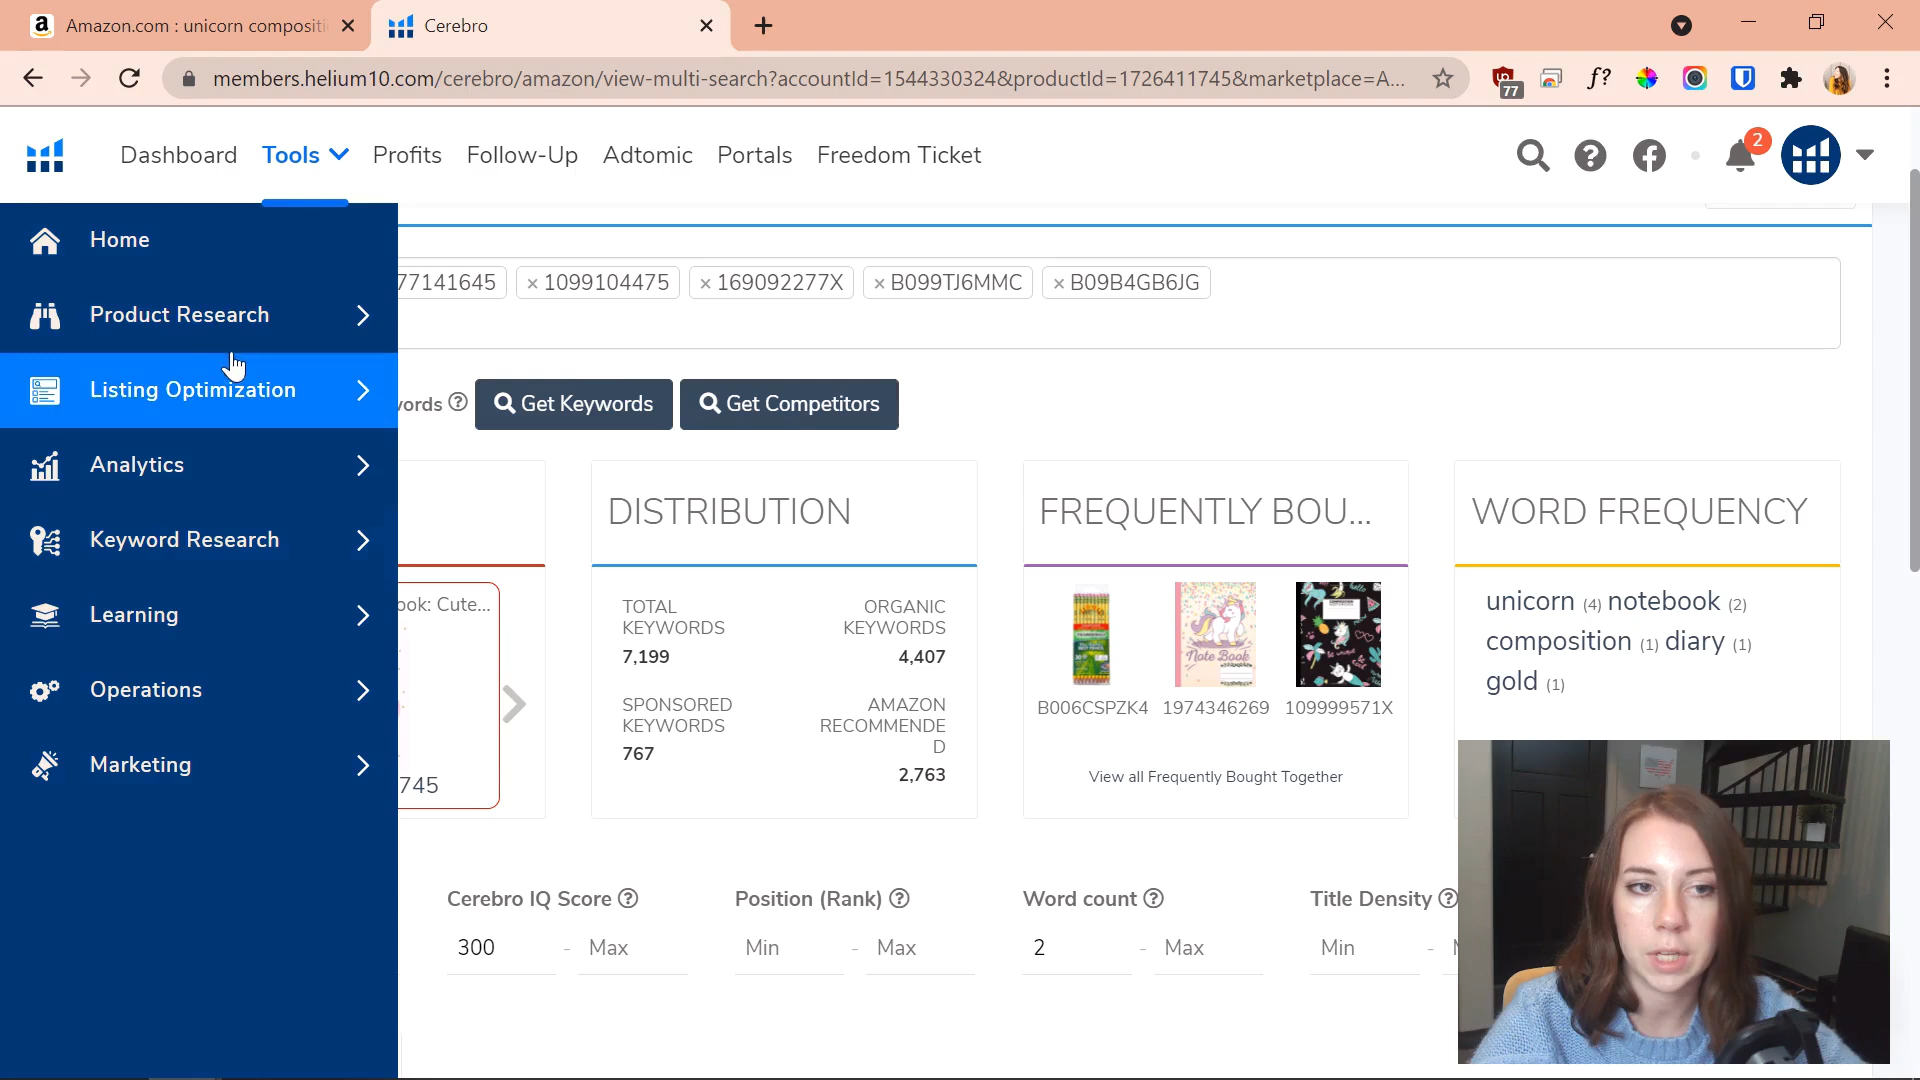 Amazon.com : unicorn compositi
Cerebro
members.helium10.com/cerebro/amazon/view-multi-search?accountId=1544330324&productId=1726411745&marketplace=A...
77
Dashboard Tools Profits Follow-Up Adtomic Portals Freedom Ticket
2
Home
Product Research
Listing Optimization
Analytics
Keyword Research
Learning
Operations
Marketing
77141645 × 1099104475 × 169092277X × B099TJ6MMC × B09B4GB6JG
words Get Keywords Get Competitors
ook: Cute...
745
DISTRIBUTION
TOTAL KEYWORDS
7,199
ORGANIC KEYWORDS
4,407
SPONSORED KEYWORDS
767
AMAZON RECOMMENDE
D
2,763
FREQUENTLY BOU...
Note Book
B006CSPZK4 1974346269 109999571X
View all Frequently Bought Together
WORD FREQUENCY
unicorn (4) notebook (2)
composition (1) diary (1)
gold (1)
Cerebro IQ Score Position (Rank) Word count Title Density
300 - Max Min - Max 2 - Max Min -